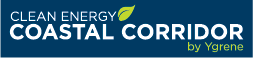 CLEAN ENERGY
COASTAL CORRIDOR
by Ygrene